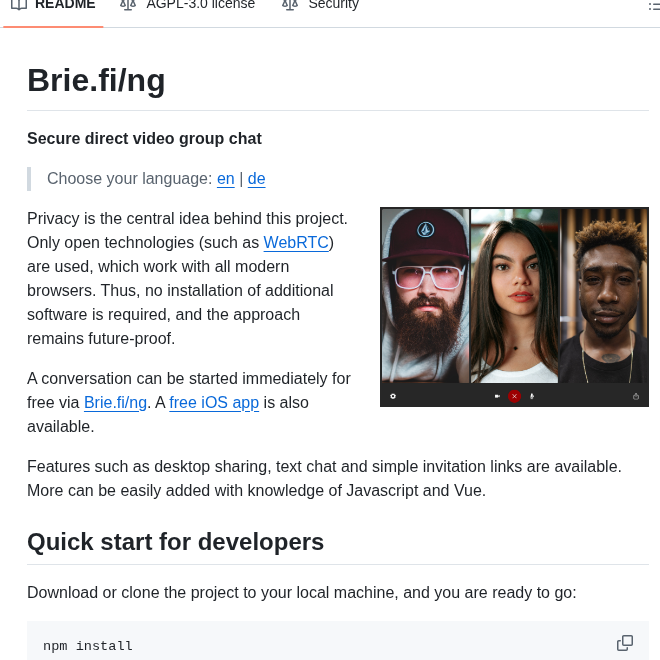 README AGPL-3.0 license Security
Brie.fi/ng
Secure direct video group chat
Choose your language: en | de
Privacy is the central idea behind this project.
Only open technologies (such as WebRTC)
are used, which work with all modern
browsers. Thus, no installation of additional
software is required, and the approach
remains future-proof.
A conversation can be started immediately for
free via Brie.fi/ng. A free iOS app is also
available.
Features such as desktop sharing, text chat and simple invitation links are available.
More can be easily added with knowledge of Javascript and Vue.
Quick start for developers
Download or clone the project to your local machine, and you are ready to go:
npm install